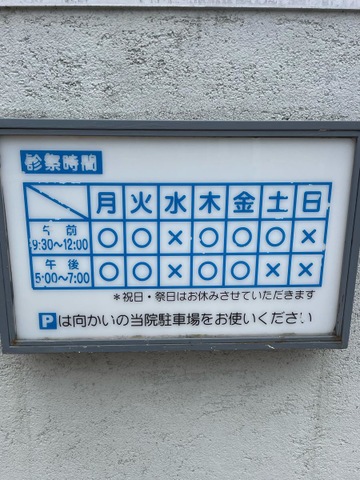 診察時間
月 火 水 木 金 土 日
午前 9:30～12:00 ○ ○ × ○ ○ ○ ×
午後 5:00～7:00 ○ ○ × ○ ○ × ×
*祝日・祭日はお休みさせていただきます
Pは向かいの当院駐車場をお使いください